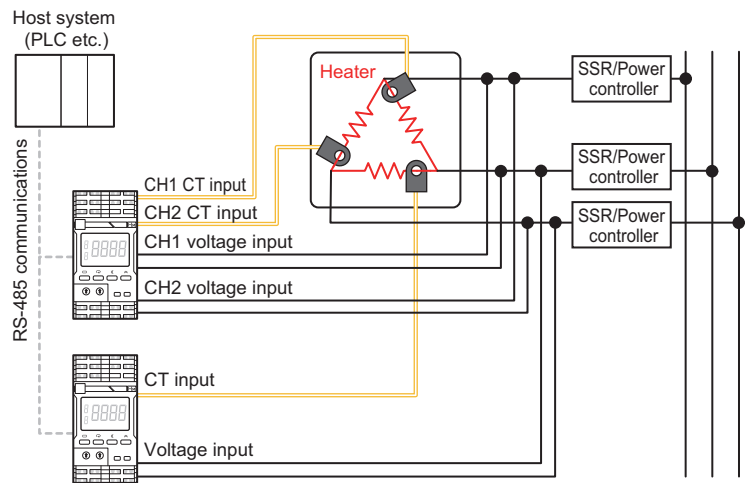 Host system
(PLC etc.)
Heater
SSR/Power
controller
SSR/Power
controller
SSR/Power
controller
RS-485 communications
CH1 CT input
CH2 CT input
CH1 voltage input
CH2 voltage input
CT input
Voltage input